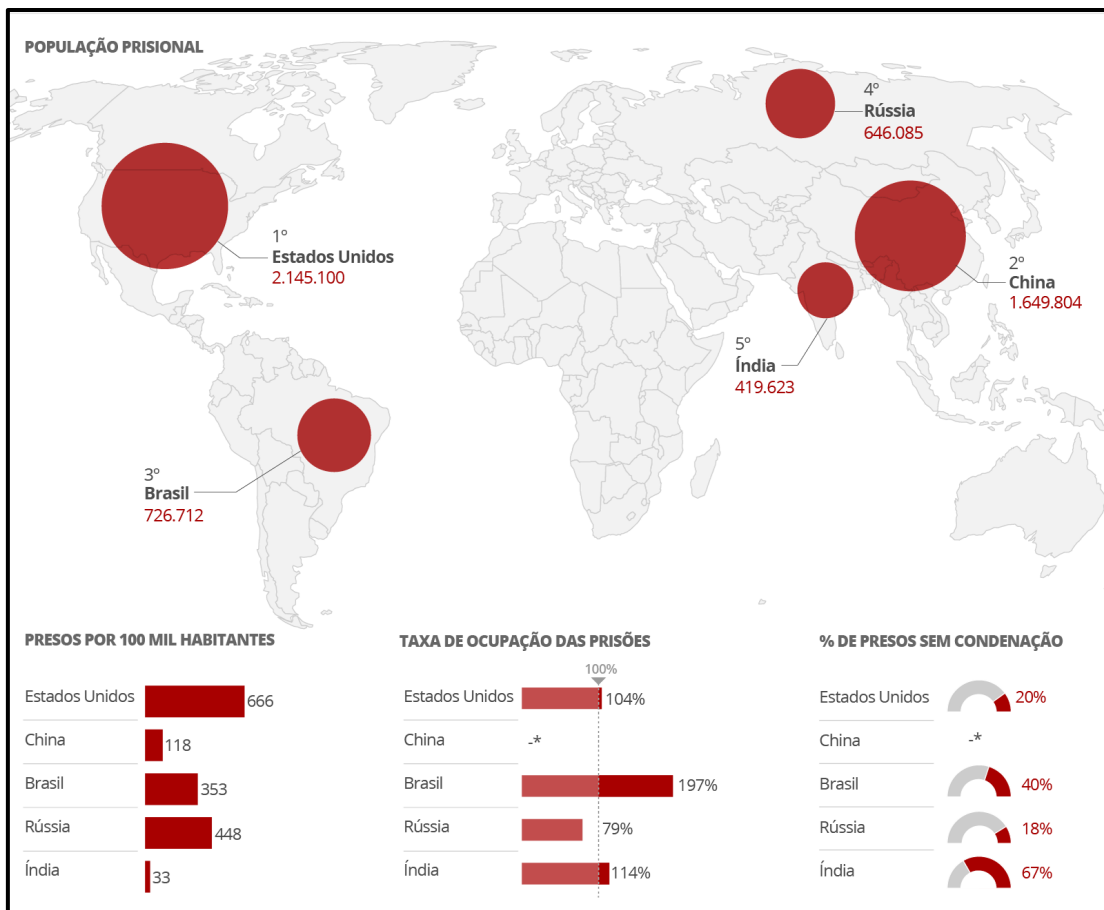 POPULAÇÃO PRISIONAL
4º
Rússia
646.085
1º
Estados Unidos
2.145.100
2º
China
1.649.804
5º
Índia
419.623
3º
Brasil
726.712
PRESOS POR 100 MIL HABITANTES
Estados Unidos 666
China 118
Brasil 353
Rússia 448
Índia 33
TAXA DE OCUPAÇÃO DAS PRISÕES
100%
Estados Unidos 104%
China -*
Brasil 197%
Rússia 79%
Índia 114%
% DE PRESOS SEM CONDENAÇÃO
Estados Unidos 20%
China -*
Brasil 40%
Rússia 18%
Índia 67%